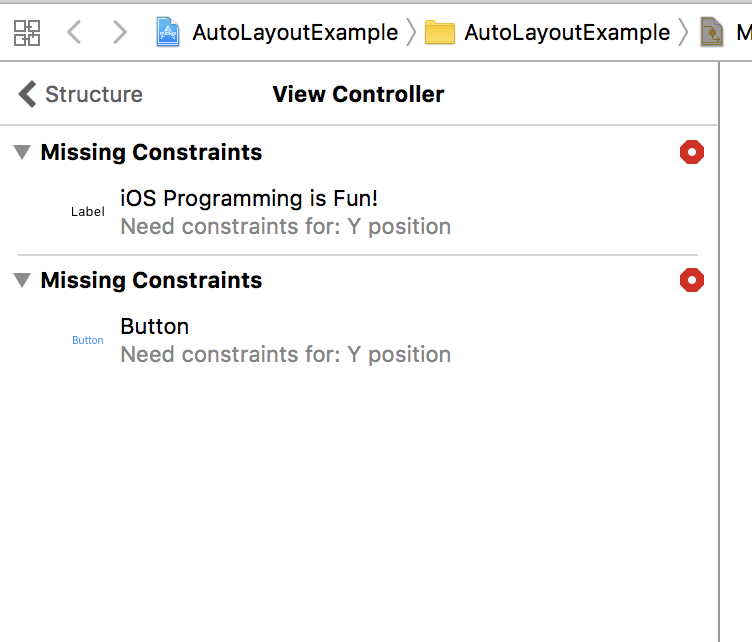 AutoLayoutExample AutoLayoutExample M
Structure View Controller
Missing Constraints
Label iOS Programming is Fun!
Need constraints for: Y position
Missing Constraints
Button Button
Need constraints for: Y position